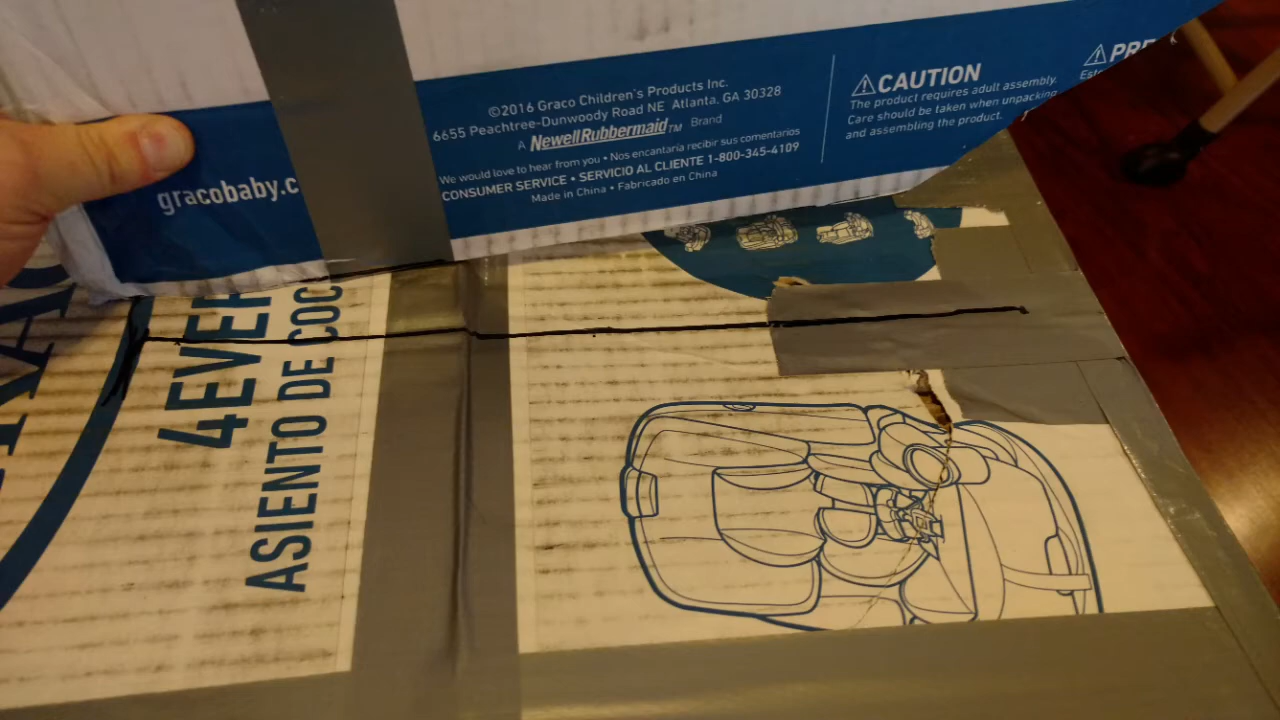 ©2016 Graco Children's Products Inc.
6655 Peachtree-Dunwoody Road NE Atlanta, GA 30328
A NewellRubbermaid™ Brand
We would love to hear from you • Nos encantaría recibir sus comentarios
CONSUMER SERVICE • SERVICIO AL CLIENTE 1-800-345-4109
Made in China • Fabricado en China
gracobaby.c
⚠CAUTION
The product requires adult assembly.
Care should be taken when unpacking
and assembling the product.
⚠PRE
Este
4EVER
ASIENTO DE COC